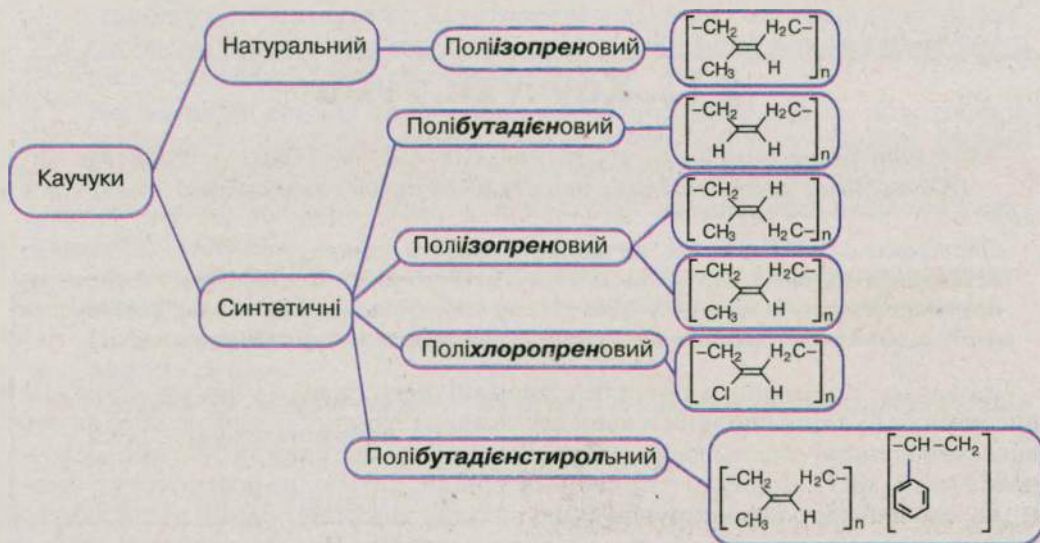 Каучуки
Натуральний
Поліізопреновий
–CH₂ H₂C–
CH₃ H n
Полібутадієновий
–CH₂ H₂C–
H H n
Синтетичні
Поліізопреновий
–CH₂ H
CH₃ H₂C– n
–CH₂ H₂C–
CH₃ H n
Поліхлоропреновий
–CH₂ H₂C–
Cl H n
Полібутадієнстирольний
–CH₂ H₂C–
CH₃ H n
–CH–CH₂